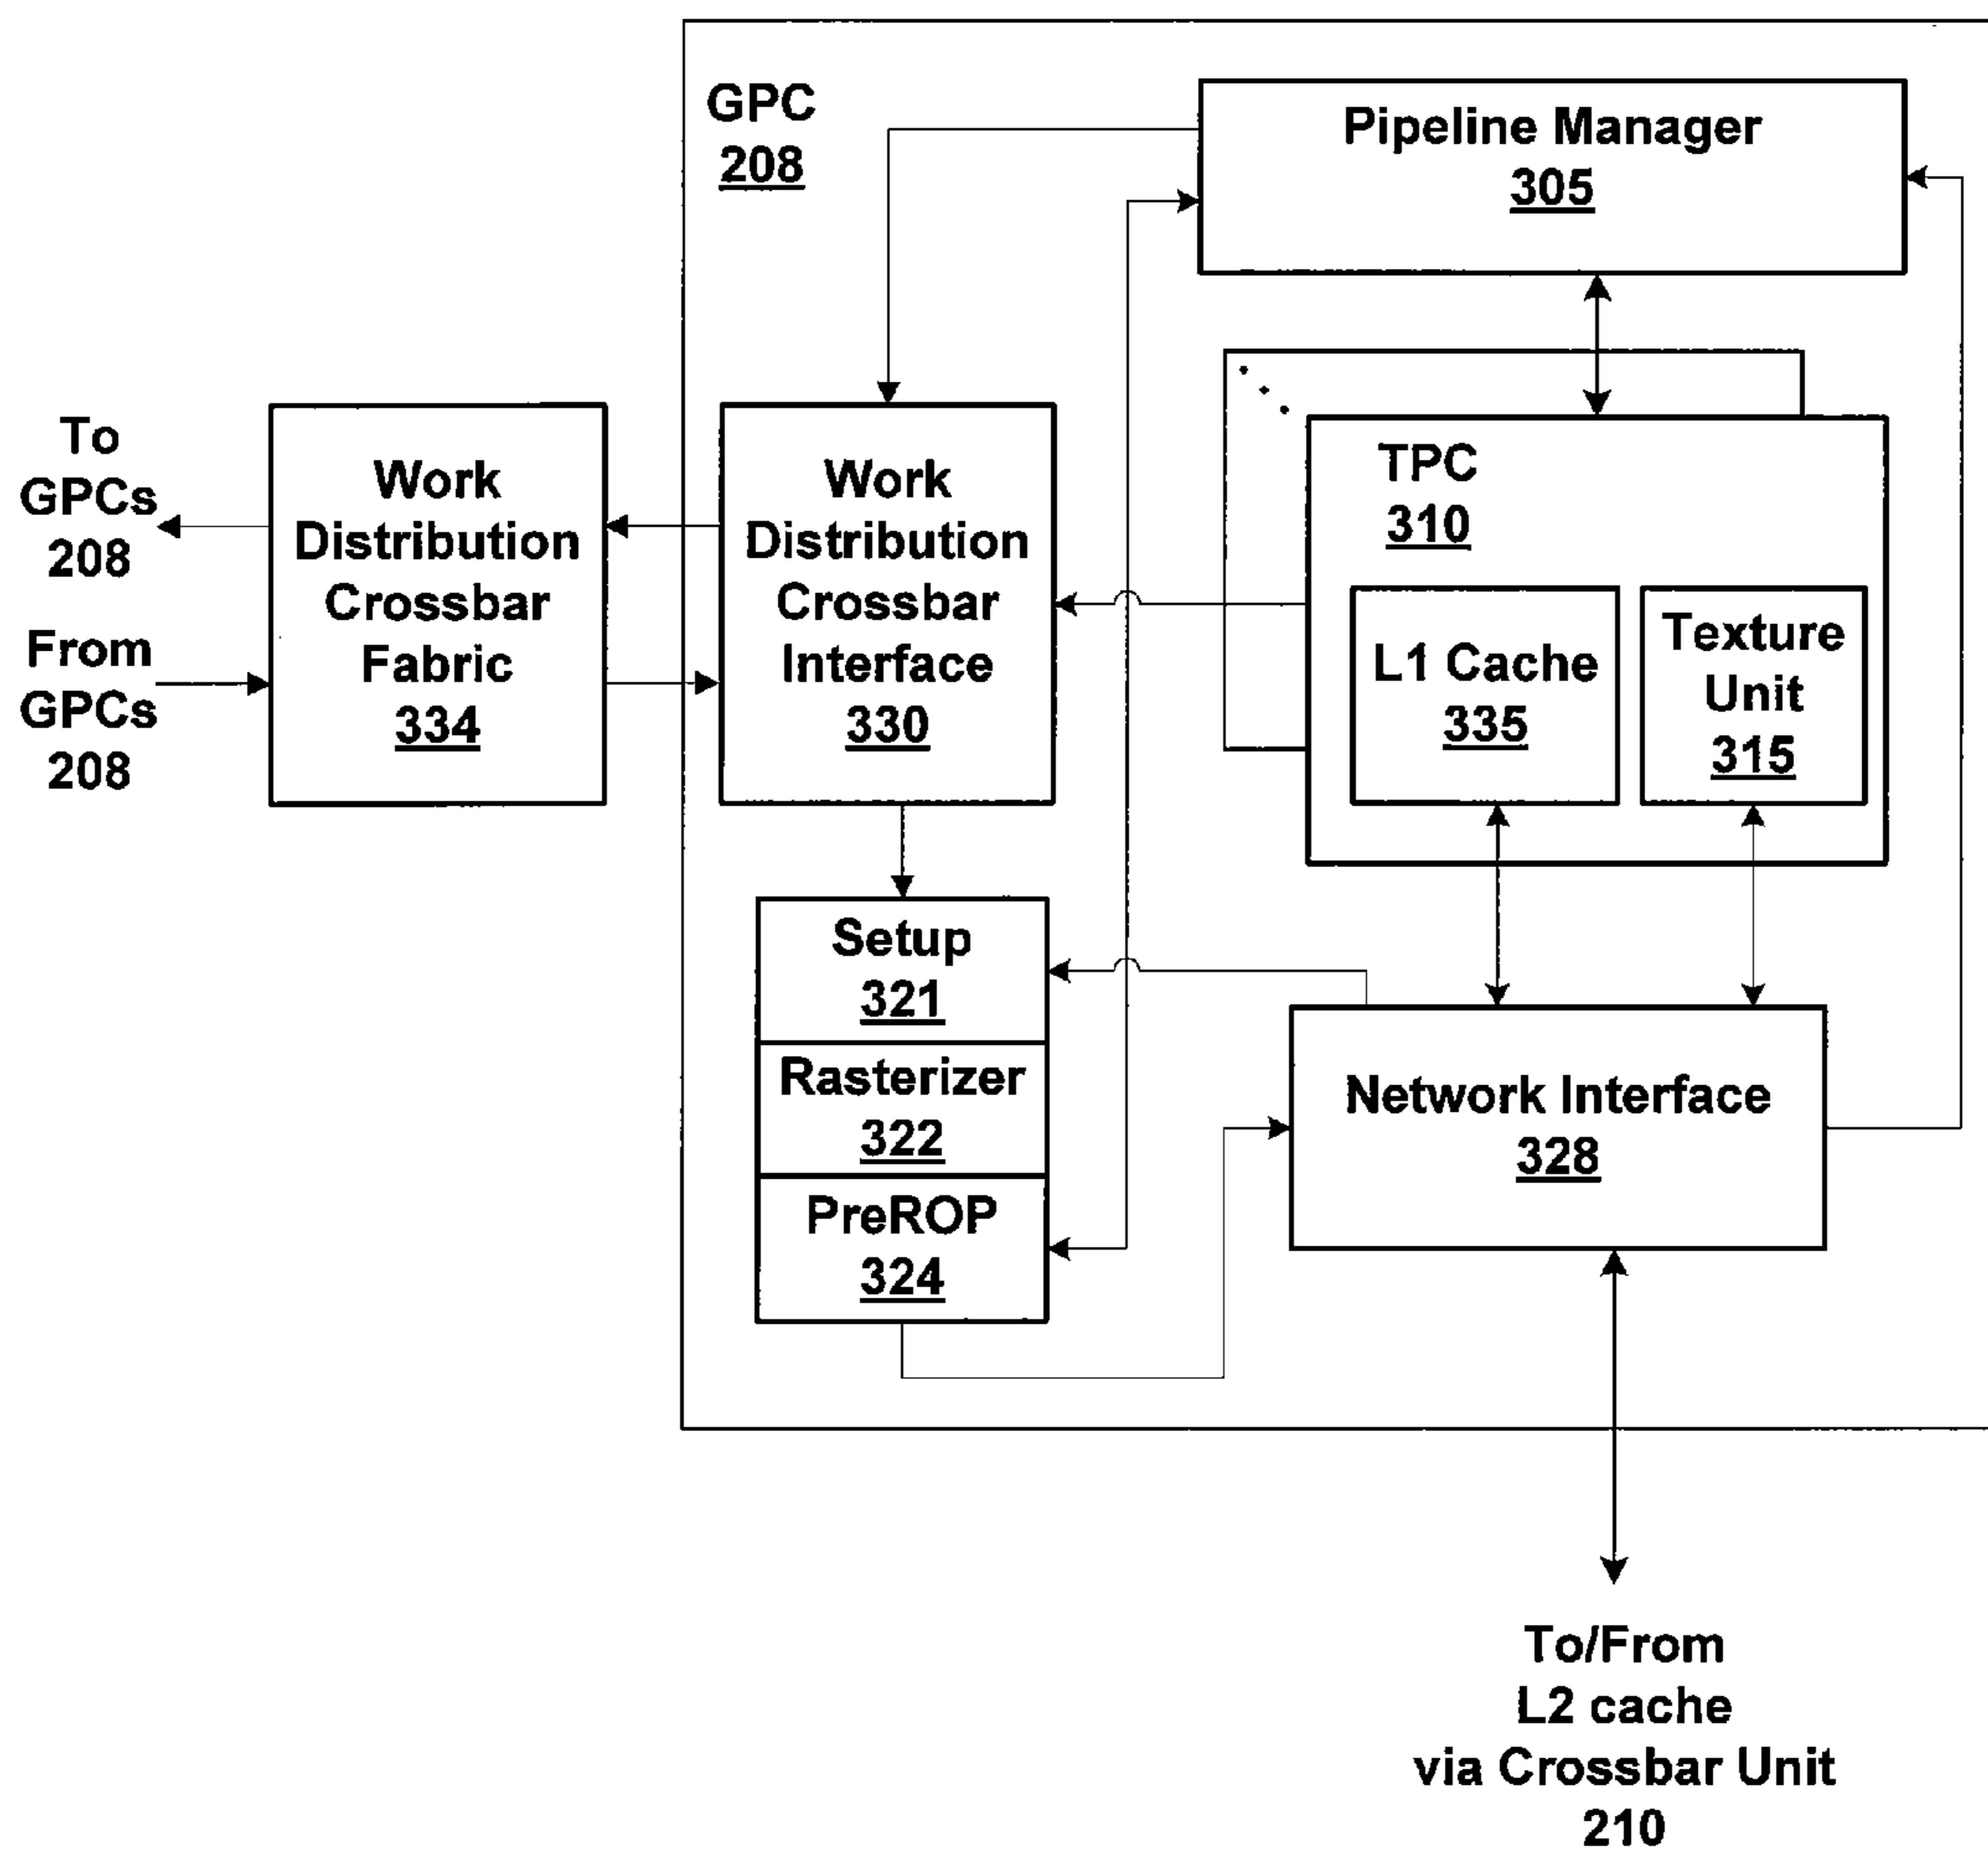 GPC
208
Pipeline Manager
305
To
GPCs
208
From
GPCs
208
Work
Distribution
Crossbar
Fabric
334
Work
Distribution
Crossbar
Interface
330
TPC
310
L1 Cache
335
Texture
Unit
315
Setup
321
Rasterizer
322
PreROP
324
Network Interface
328
To/From
L2 cache
via Crossbar Unit
210